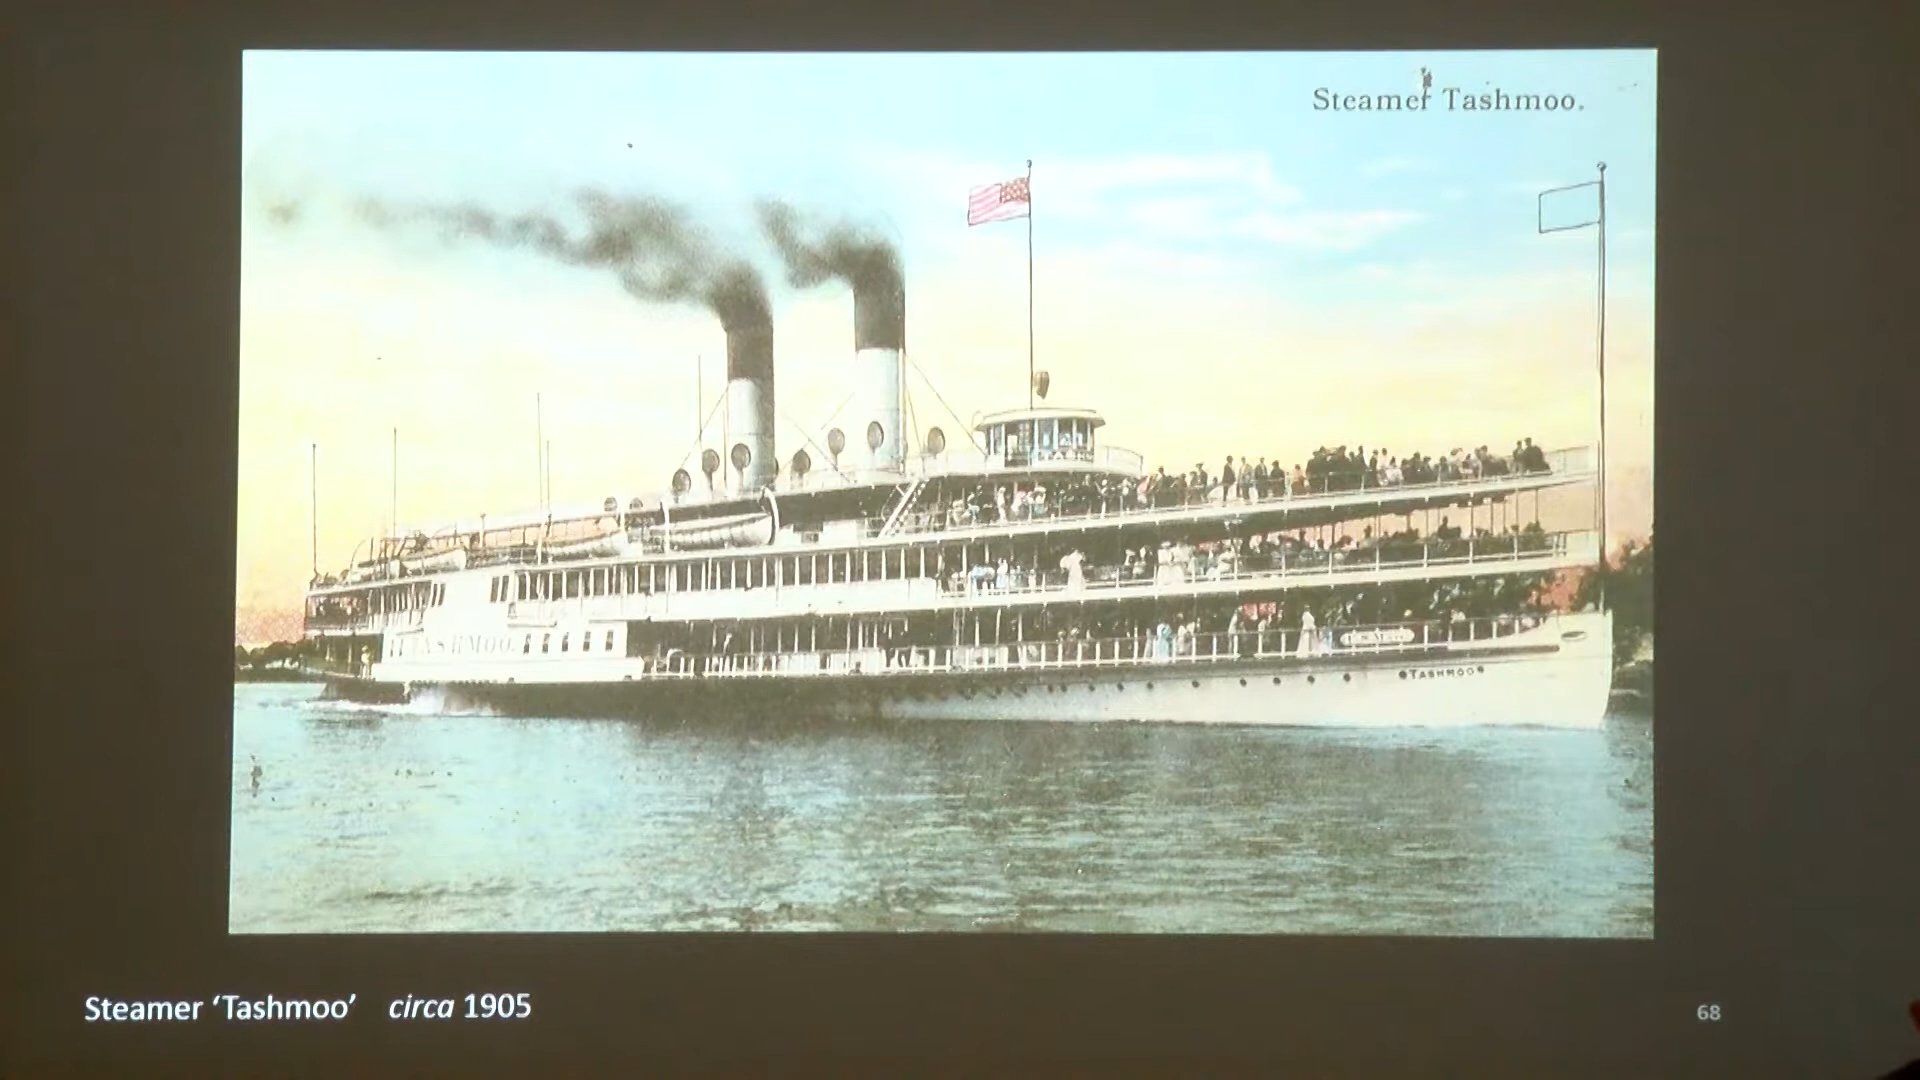 Steamer Tashmoo.
TASHMOO.
TASHMOO
Steamer ‘Tashmoo’ circa 1905
68